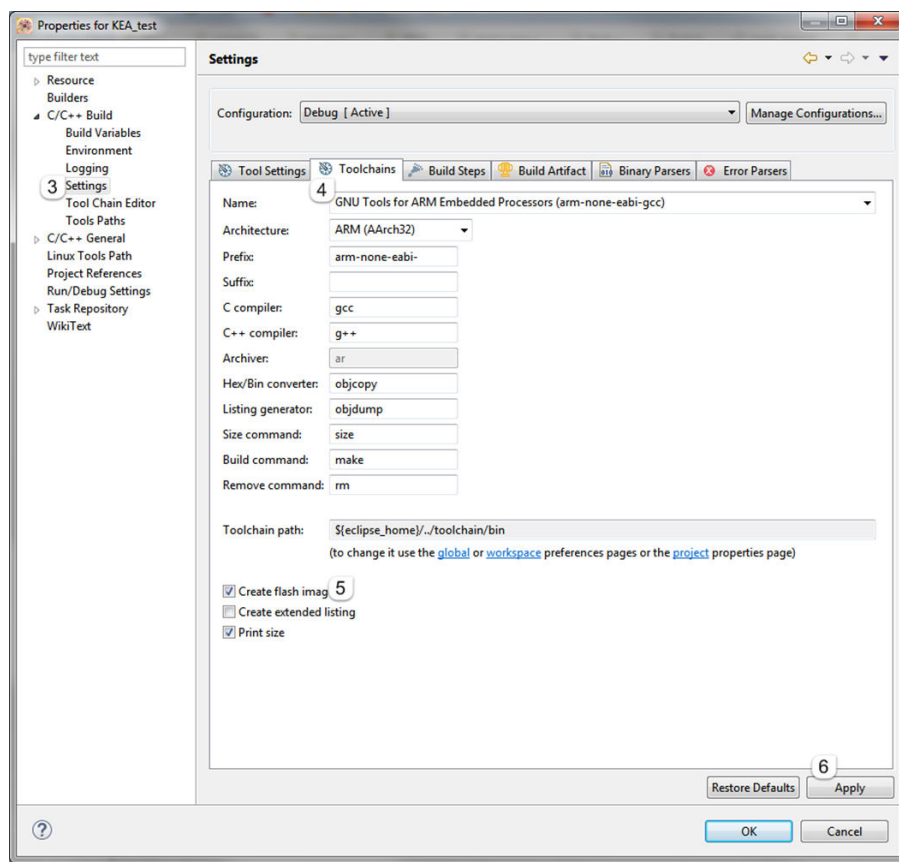 Properties for KEA_test
type filter text
Resource
Builders
C/C++ Build
Build Variables
Environment
Logging
3 Settings
Tool Chain Editor
Tools Paths
C/C++ General
Linux Tools Path
Project References
Run/Debug Settings
Task Repository
WikiText
Settings
Configuration: Debug [ Active ] Manage Configurations...
Tool Settings Toolchains Build Steps Build Artifact Binary Parsers Error Parsers
4
Name: GNU Tools for ARM Embedded Processors (arm-none-eabi-gcc)
Architecture: ARM (AArch32)
Prefix: arm-none-eabi-
Suffix:
C compiler: gcc
C++ compiler: g++
Archiver: ar
Hex/Bin converter: objcopy
Listing generator: objdump
Size command: size
Build command: make
Remove command: rm
Toolchain path: ${eclipse_home}/../toolchain/bin
(to change it use the global or workspace preferences pages or the project properties page)
Create flash imag 5
Create extended listing
Print size
6
Restore Defaults Apply
? OK Cancel